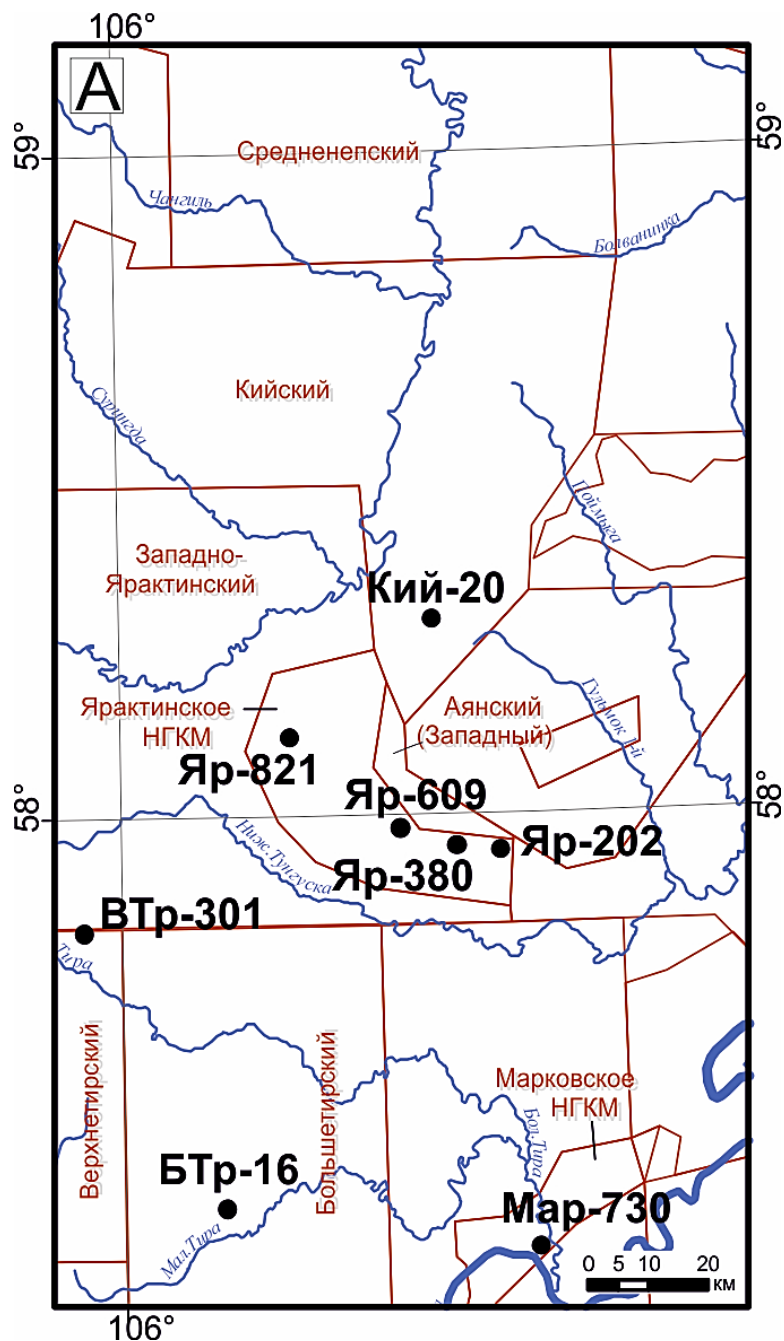 106°
А
59°
59°
Средненепский
Чангиль
Болванинка
Кийский
Сурингда
Поймыга
Западно-
Ярактинский
Кий-20
Ярактинское
НГКМ
Аянский
(Западный)
Гульмок 1-й
Яр-821
Яр-609
58°
58°
Яр-202
Ниж.Тунгуска
Яр-380
ВТр-301
Тира
Верхнетирский
Большетирский
Марковское
НГКМ
Бол.Тира
БТр-16
Мар-730
Мал.Тира
0 5 10 20
км
106°